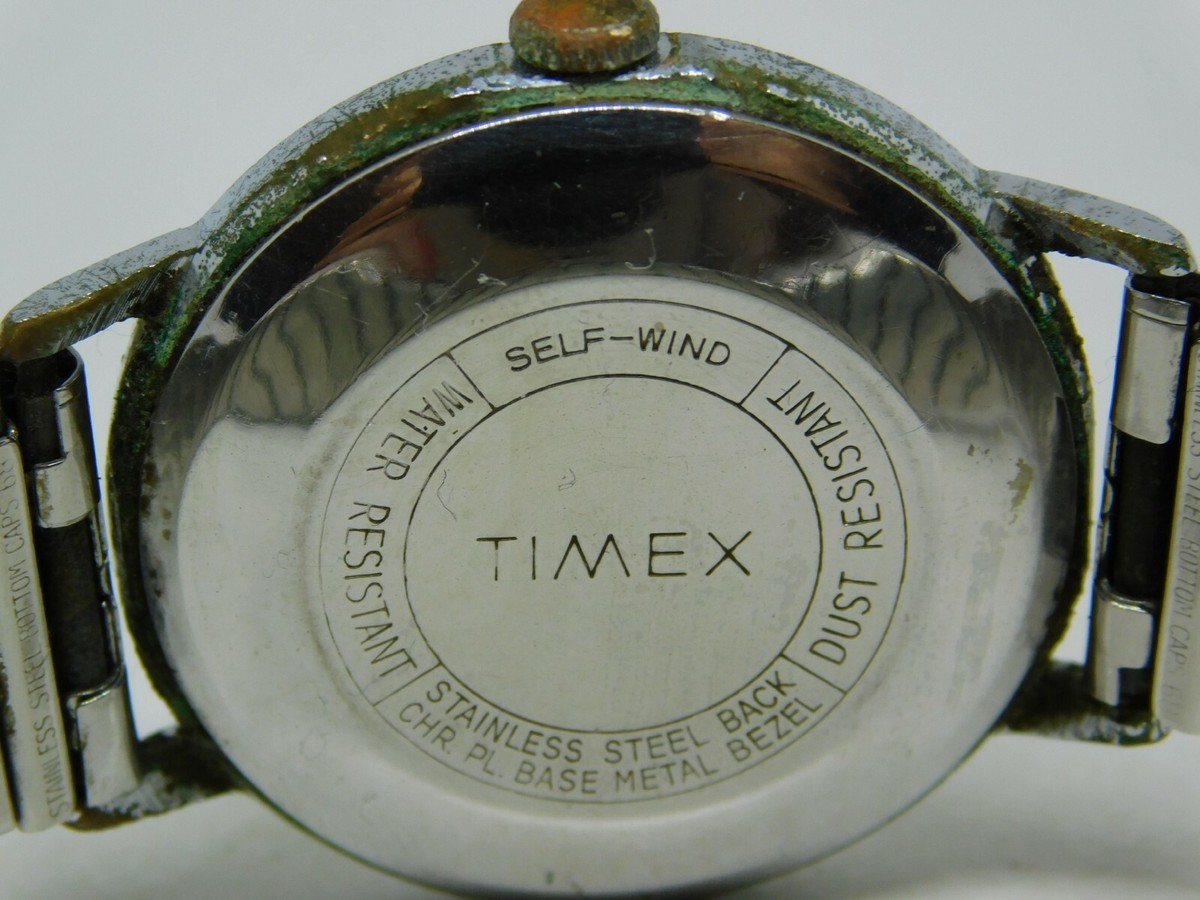 SELF-WIND
WATER RESISTANT
DUST RESISTANT
TIMEX
STAINLESS STEEL BACK
CHR. PL. BASE METAL BEZEL
STAINLESS STEEL BOTTOM CAPS
STEEL BOTTOM CAPS